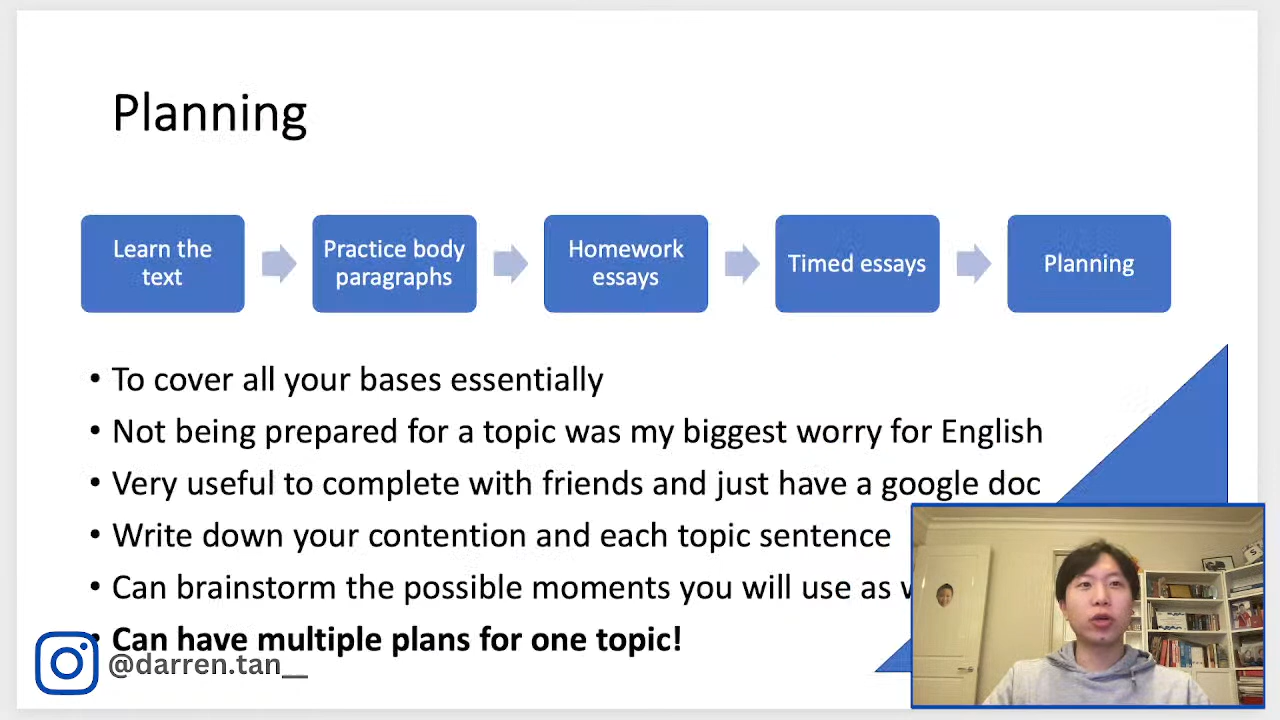 Planning
Learn the
text
Practice body
paragraphs
Homework
essays
Timed essays
Planning
• To cover all your bases essentially
• Not being prepared for a topic was my biggest worry for English
• Very useful to complete with friends and just have a google doc
• Write down your contention and each topic sentence
• Can brainstorm the possible moments you will use as
• Can have multiple plans for one topic!
@darren.tan__